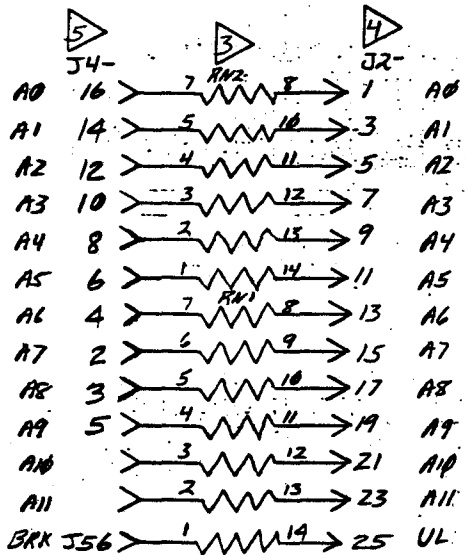 5 3 4
J4- J2-
RN2
A0 16 7 8 1 A0
A1 14 5 10 3 A1
A2 12 4 11 5 A2
A3 10 3 12 7 A3
A4 8 2 13 9 A4
A5 6 1 14 11 A5
RN1
A6 4 7 8 13 A6
A7 2 6 9 15 A7
A8 3 5 10 17 A8
A9 5 4 11 19 A9
A10 3 12 21 A10
A11 2 13 23 A11
BRK J56 1 14 25 UL